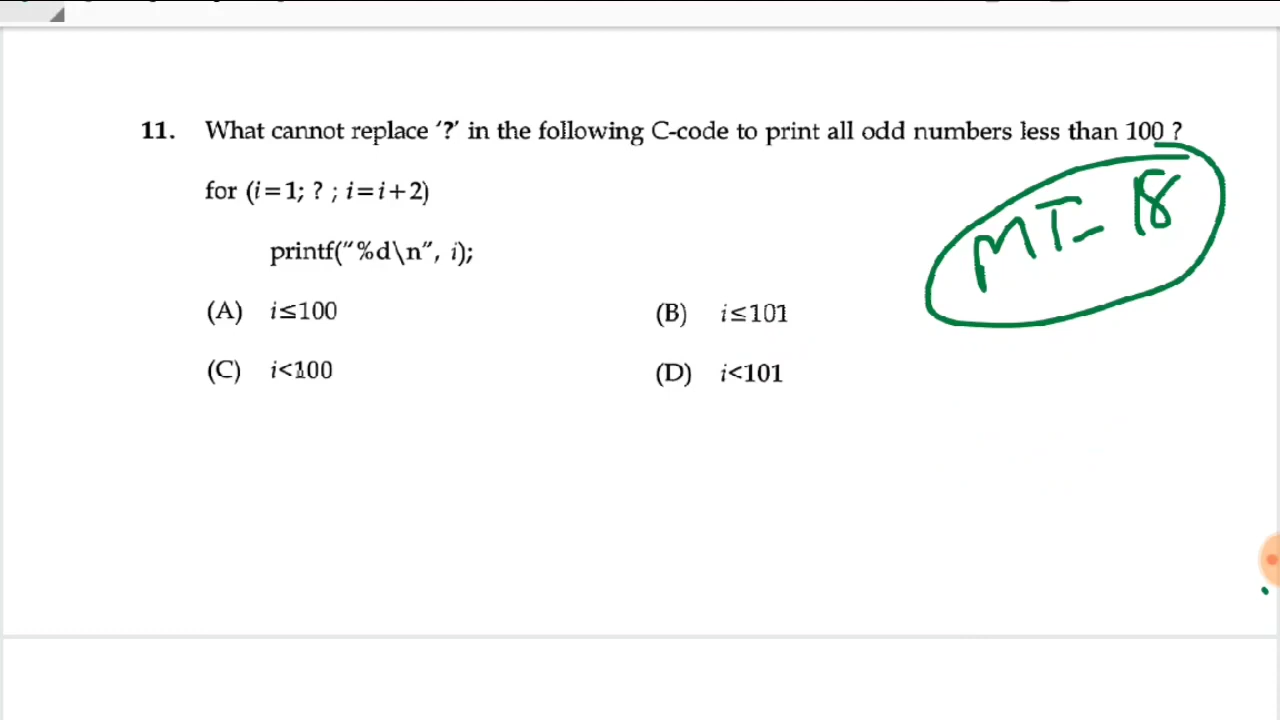 11. What cannot replace '?' in the following C-code to print all odd numbers less than 100 ?
for (i=1; ? ; i=i+2)
printf("%d\n", i);
MT-18
(A) i≤100 (B) i≤101
(C) i<100 (D) i<101